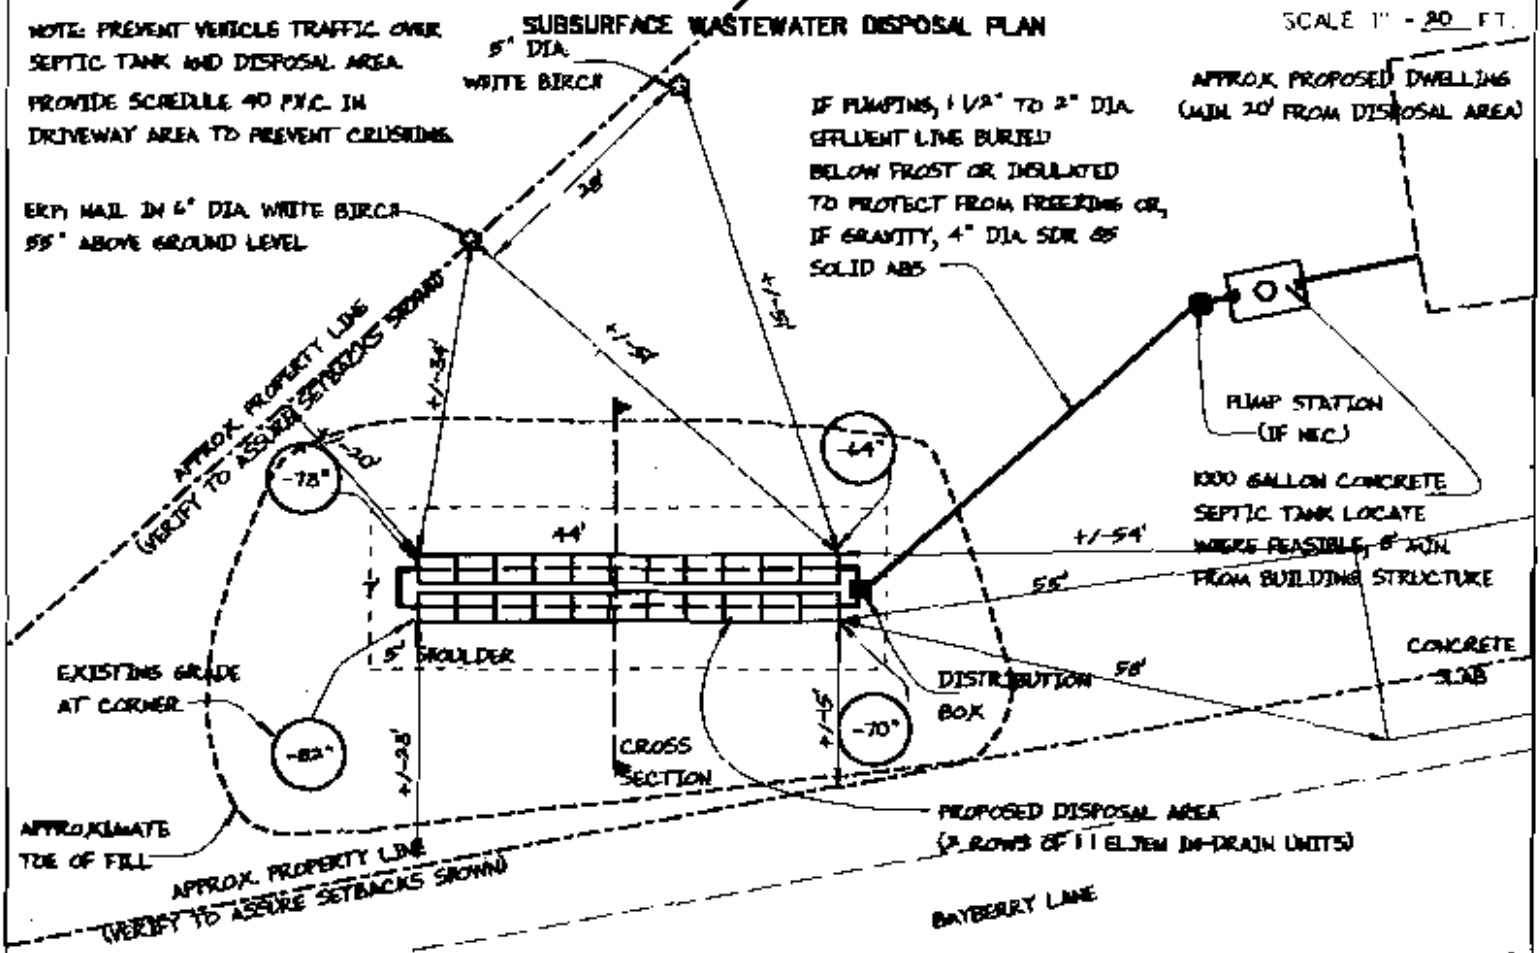 SUBSURFACE WASTEWATER DISPOSAL PLAN
SCALE 1" - 20 FT.
NOTE: PREVENT VEHICLE TRAFFIC OVER
SEPTIC TANK AND DISPOSAL AREA.
PROVIDE SCHEDULE 40 P.V.C. IN
DRIVEWAY AREA TO PREVENT CRUSHING.
5" DIA.
WHITE BIRCH
ERP: NAIL IN 6" DIA. WHITE BIRCH
55" ABOVE GROUND LEVEL
IF PUMPING, 1 1/2" TO 2" DIA.
EFFLUENT LINE BURIED
BELOW FROST OR INSULATED
TO PROTECT FROM FREEZING OR,
IF GRAVITY, 4" DIA. SDR 35
SOLID ABS
APPROX. PROPOSED DWELLING
(MIN. 20' FROM DISPOSAL AREA)
28'
+/-34'
+/-51'
APPROX. PROPERTY LINE
(VERIFY TO ASSURE SETBACKS SHOWN)
20'
-78"
-64"
PUMP STATION
(IF NEC.)
1000 GALLON CONCRETE
SEPTIC TANK LOCATE
WHERE FEASIBLE, 8' MIN.
FROM BUILDING STRUCTURE
44'
+/-54'
55'
5' SHOULDER
58'
CONCRETE
SLAB
EXISTING GRADE
AT CORNER
-82"
+/-25'
CROSS
SECTION
+/-15'
-70"
DISTRIBUTION
BOX
PROPOSED DISPOSAL AREA
(2 ROWS OF 11 ELJEN IN-DRAIN UNITS)
APPROXIMATE
TOE OF FILL
APPROX. PROPERTY LINE
(VERIFY TO ASSURE SETBACKS SHOWN)
BAYBERRY LANE